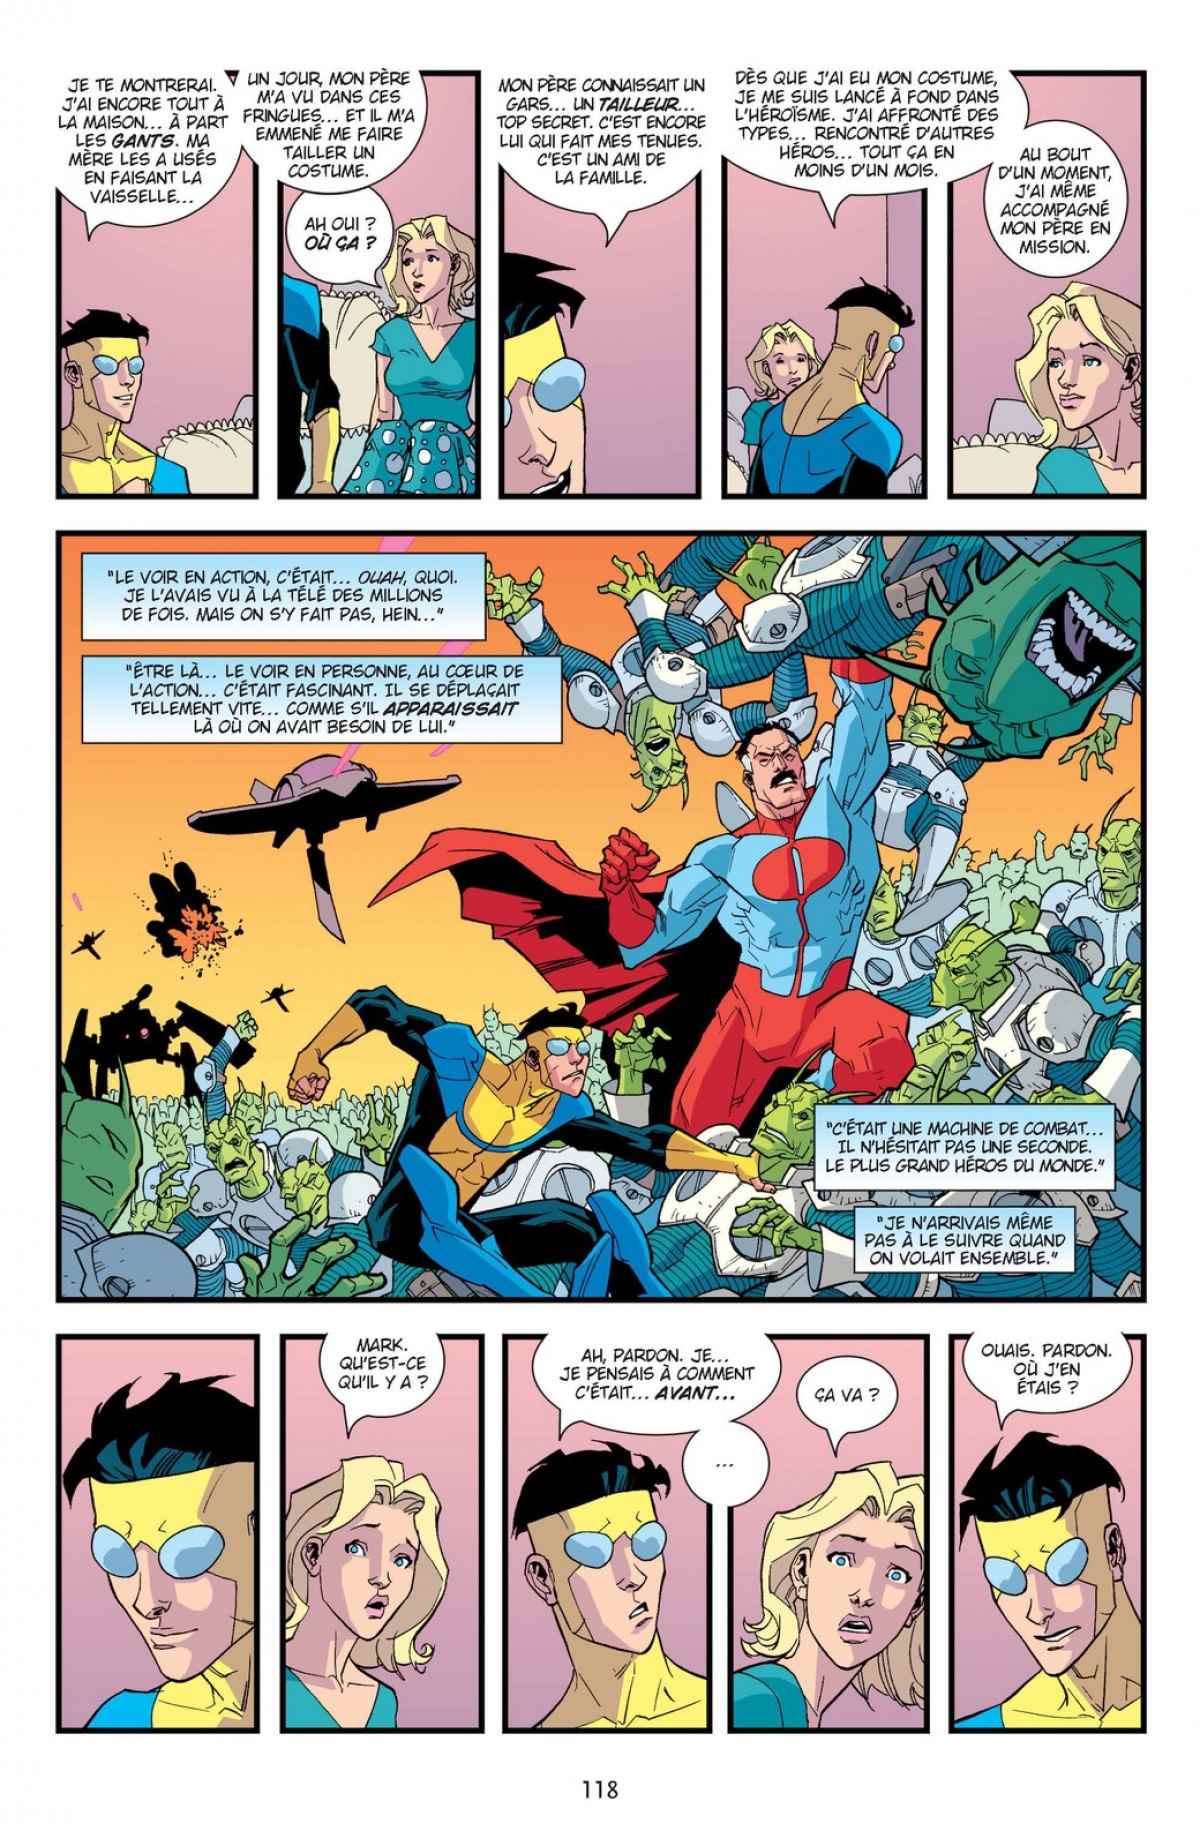 JE TE MONTRERAI.
J'AI ENCORE TOUT À
LA MAISON... À PART
LES GANTS. MA
MÈRE LES A USÉS
EN FAISANT LA
VAISSELLE...
UN JOUR, MON PÈRE
M'A VU DANS CES
FRINGUES... ET IL M'A
EMMENÉ ME FAIRE
TAILLER UN
COSTUME.
AH OUI ?
OÙ ÇA ?
MON PÈRE CONNAISSAIT UN
GARS... UN TAILLEUR...
TOP SECRET. C'EST ENCORE
LUI QUI FAIT MES TENUES.
C'EST UN AMI DE
LA FAMILLE.
DÈS QUE J'AI EU MON COSTUME,
JE ME SUIS LANCÉ À FOND DANS
L'HÉROÏSME. J'AI AFFRONTÉ DES
TYPES... RENCONTRÉ D'AUTRES
HÉROS... TOUT ÇA EN
MOINS D'UN MOIS.
AU BOUT
D'UN MOMENT,
J'AI MÊME
ACCOMPAGNÉ
MON PÈRE EN
MISSION.
"LE VOIR EN ACTION, C'ÉTAIT... OUAH, QUOI.
JE L'AVAIS VU À LA TÉLÉ DES MILLIONS
DE FOIS. MAIS ON S'Y FAIT PAS, HEIN..."
"ÊTRE LÀ... LE VOIR EN PERSONNE, AU CŒUR DE
L'ACTION... C'ÉTAIT FASCINANT. IL SE DÉPLAÇAIT
TELLEMENT VITE... COMME S'IL APPARAISSAIT
LÀ OÙ ON AVAIT BESOIN DE LUI."
"C'ÉTAIT UNE MACHINE DE COMBAT...
IL N'HÉSITAIT PAS UNE SECONDE.
LE PLUS GRAND HÉROS DU MONDE."
"JE N'ARRIVAIS MÊME
PAS À LE SUIVRE QUAND
ON VOLAIT ENSEMBLE."
MARK.
QU'EST-CE
QU'IL Y A ?
AH, PARDON. JE...
JE PENSAIS À COMMENT
C'ÉTAIT... AVANT...
...
ÇA VA ?
OUAIS. PARDON.
OÙ J'EN
ÉTAIS ?
118